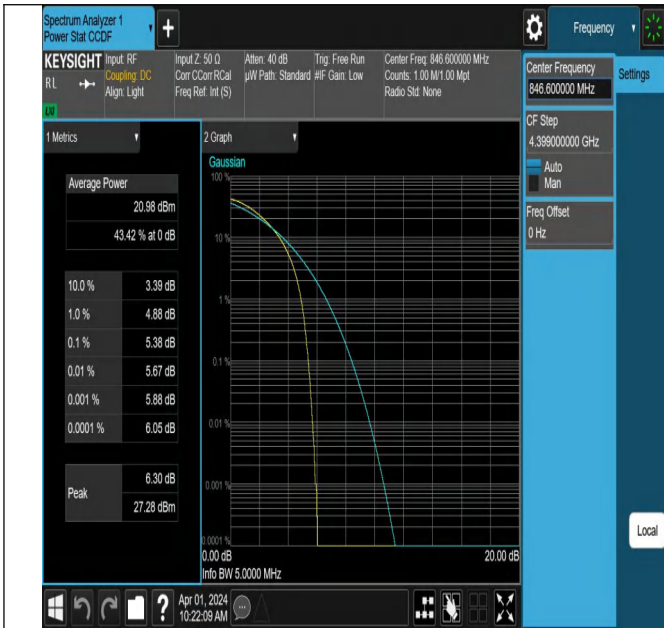 Spectrum Analyzer 1
Power Stat CCDF
Frequency
KEYSIGHT
RL
LXI
Input: RF
Coupling: DC
Align: Light
Input Z: 50 Ω
Corr CCorr RCal
Freq Ref: Int (S)
Atten: 40 dB
µW Path: Standard
Trig: Free Run
#IF Gain: Low
Center Freq: 846.600000 MHz
Counts: 1.00 M/1.00 Mpt
Radio Std: None
Center Frequency
846.600000 MHz
Settings
CF Step
4.399000000 GHz
Auto
Man
Freq Offset
0 Hz
Local
1 Metrics
Average Power
20.98 dBm
43.42 % at 0 dB
10.0 % 3.39 dB
1.0 % 4.88 dB
0.1 % 5.38 dB
0.01 % 5.67 dB
0.001 % 5.88 dB
0.0001 % 6.05 dB
Peak
6.30 dB
27.28 dBm
2 Graph
Gaussian
100 %
10 %
1 %
0.1 %
0.01 %
0.001 %
0.0001 %
0.00 dB 20.00 dB
Info BW 5.0000 MHz
?
Apr 01, 2024
10:22:09 AM